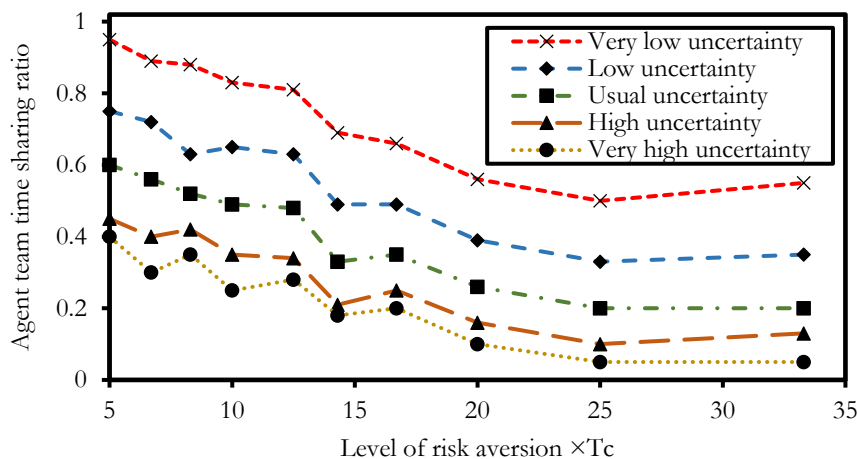 Agent team time sharing ratio
1
0.8
0.6
0.4
0.2
0
5
10
15
20
25
30
35
Level of risk aversion ×Tc
Very low uncertainty
Low uncertainty
Usual uncertainty
High uncertainty
Very high uncertainty